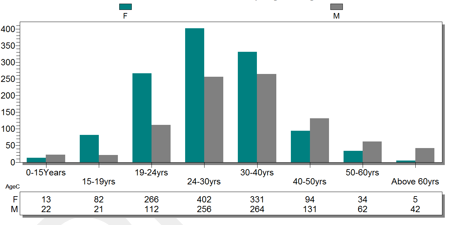 F M
400
350
300
250
200
150
100
50
0
0-15Years 19-24yrs 30-40yrs 50-60yrs
15-19yrs 24-30yrs 40-50yrs Above 60yrs
AgeC
F 13 82 266 402 331 94 34 5
M 22 21 112 256 264 131 62 42